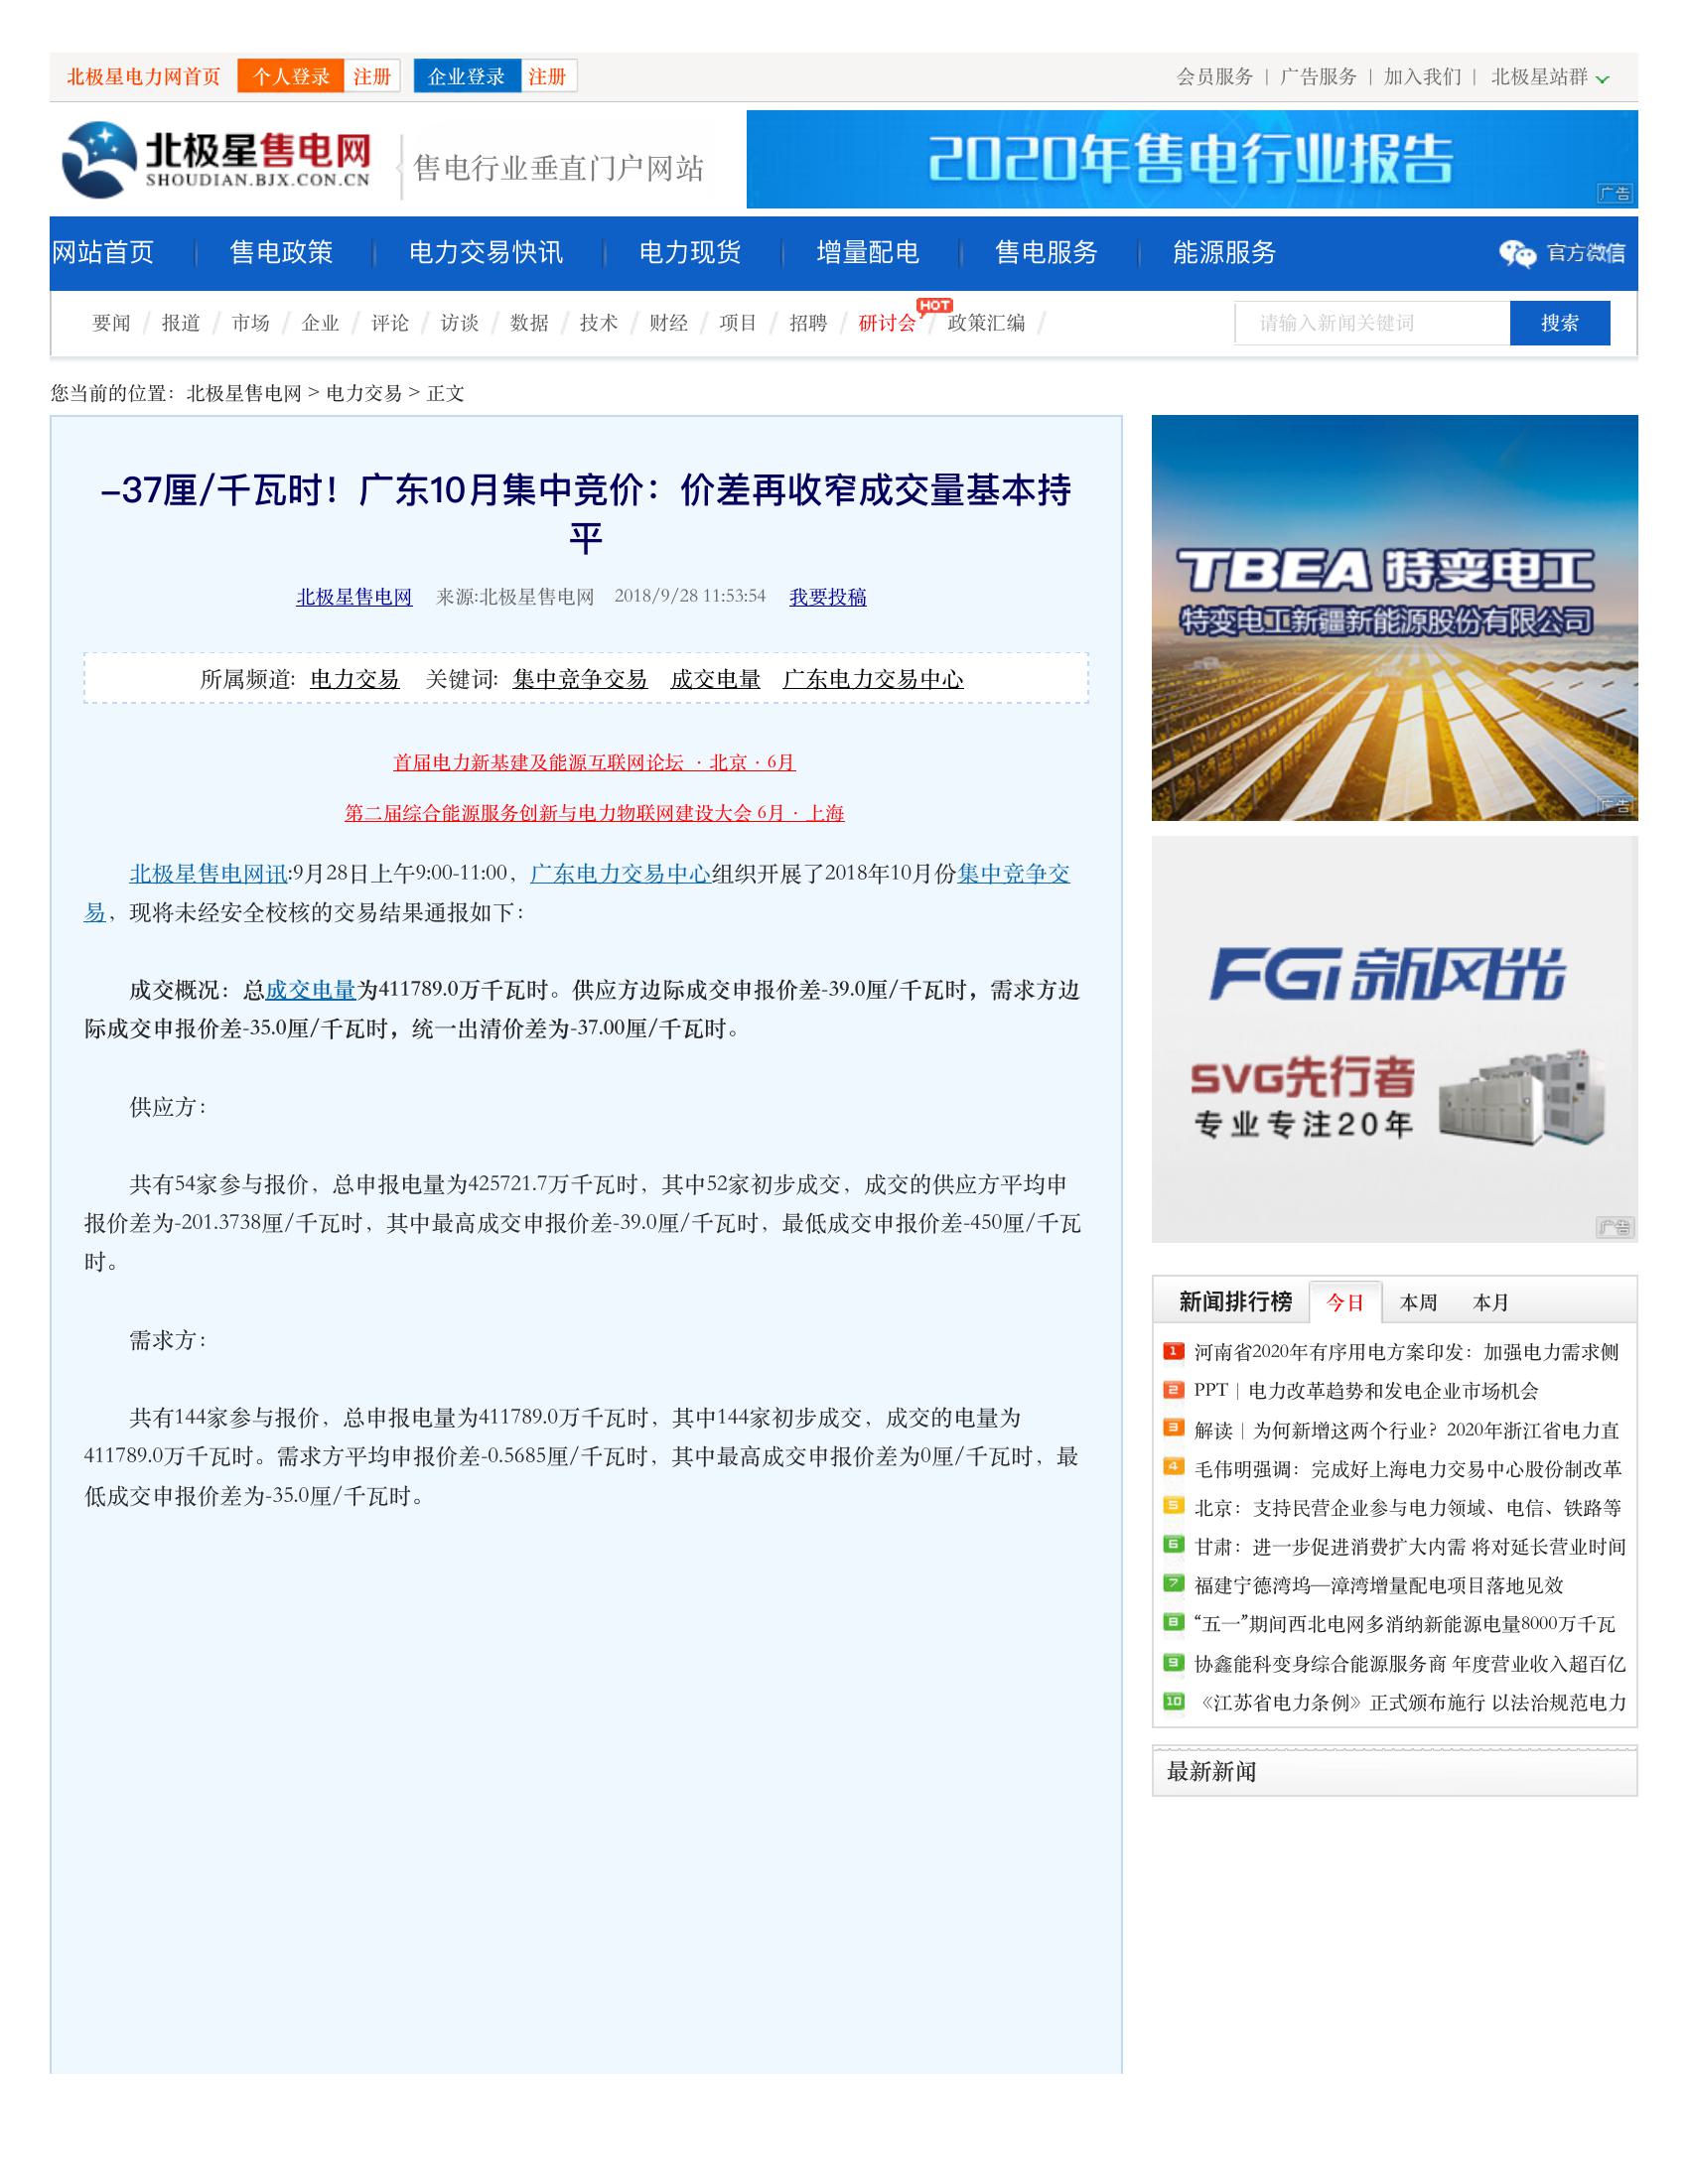 北极星电力网首页 个人登录 注册 企业登录 注册 会员服务 | 广告服务 | 加入我们 | 北极星站群
北极星售电网
SHOUDIAN.BJX.CON.CN
售电行业垂直门户网站
2020年售电行业报告
广告
网站首页 售电政策 电力交易快讯 电力现货 增量配电 售电服务 能源服务 官方微信
要闻 / 报道 / 市场 / 企业 / 评论 / 访谈 / 数据 / 技术 / 财经 / 项目 / 招聘 / 研讨会 HOT / 政策汇编 /
请输入新闻关键词 搜索
您当前的位置：北极星售电网 > 电力交易 > 正文
-37厘/千瓦时！广东10月集中竞价：价差再收窄成交量基本持
平
北极星售电网 来源:北极星售电网 2018/9/28 11:53:54 我要投稿
所属频道: 电力交易 关键词: 集中竞争交易 成交电量 广东电力交易中心
首届电力新基建及能源互联网论坛 · 北京 · 6月
第二届综合能源服务创新与电力物联网建设大会 6月 · 上海
北极星售电网讯:9月28日上午9:00-11:00，广东电力交易中心组织开展了2018年10月份集中竞争交
易，现将未经安全校核的交易结果通报如下：
成交概况：总成交电量为411789.0万千瓦时。供应方边际成交申报价差-39.0厘/千瓦时，需求方边
际成交申报价差-35.0厘/千瓦时，统一出清价差为-37.00厘/千瓦时。
供应方：
共有54家参与报价，总申报电量为425721.7万千瓦时，其中52家初步成交，成交的供应方平均申
报价差为-201.3738厘/千瓦时，其中最高成交申报价差-39.0厘/千瓦时，最低成交申报价差-450厘/千瓦
时。
需求方：
共有144家参与报价，总申报电量为411789.0万千瓦时，其中144家初步成交，成交的电量为
411789.0万千瓦时。需求方平均申报价差-0.5685厘/千瓦时，其中最高成交申报价差为0厘/千瓦时，最
低成交申报价差为-35.0厘/千瓦时。
TBEA 特变电工
特变电工新疆新能源股份有限公司
广告
FGI 新风光
SVG先行者
专业专注20年
广告
新闻排行榜 今日 本周 本月
1 河南省2020年有序用电方案印发：加强电力需求侧
2 PPT | 电力改革趋势和发电企业市场机会
3 解读 | 为何新增这两个行业？2020年浙江省电力直
4 毛伟明强调：完成好上海电力交易中心股份制改革
5 北京：支持民营企业参与电力领域、电信、铁路等
6 甘肃：进一步促进消费扩大内需 将对延长营业时间
7 福建宁德湾坞—漳湾增量配电项目落地见效
8 “五一”期间西北电网多消纳新能源电量8000万千瓦
9 协鑫能科变身综合能源服务商 年度营业收入超百亿
10 《江苏省电力条例》正式颁布施行 以法治规范电力
最新新闻